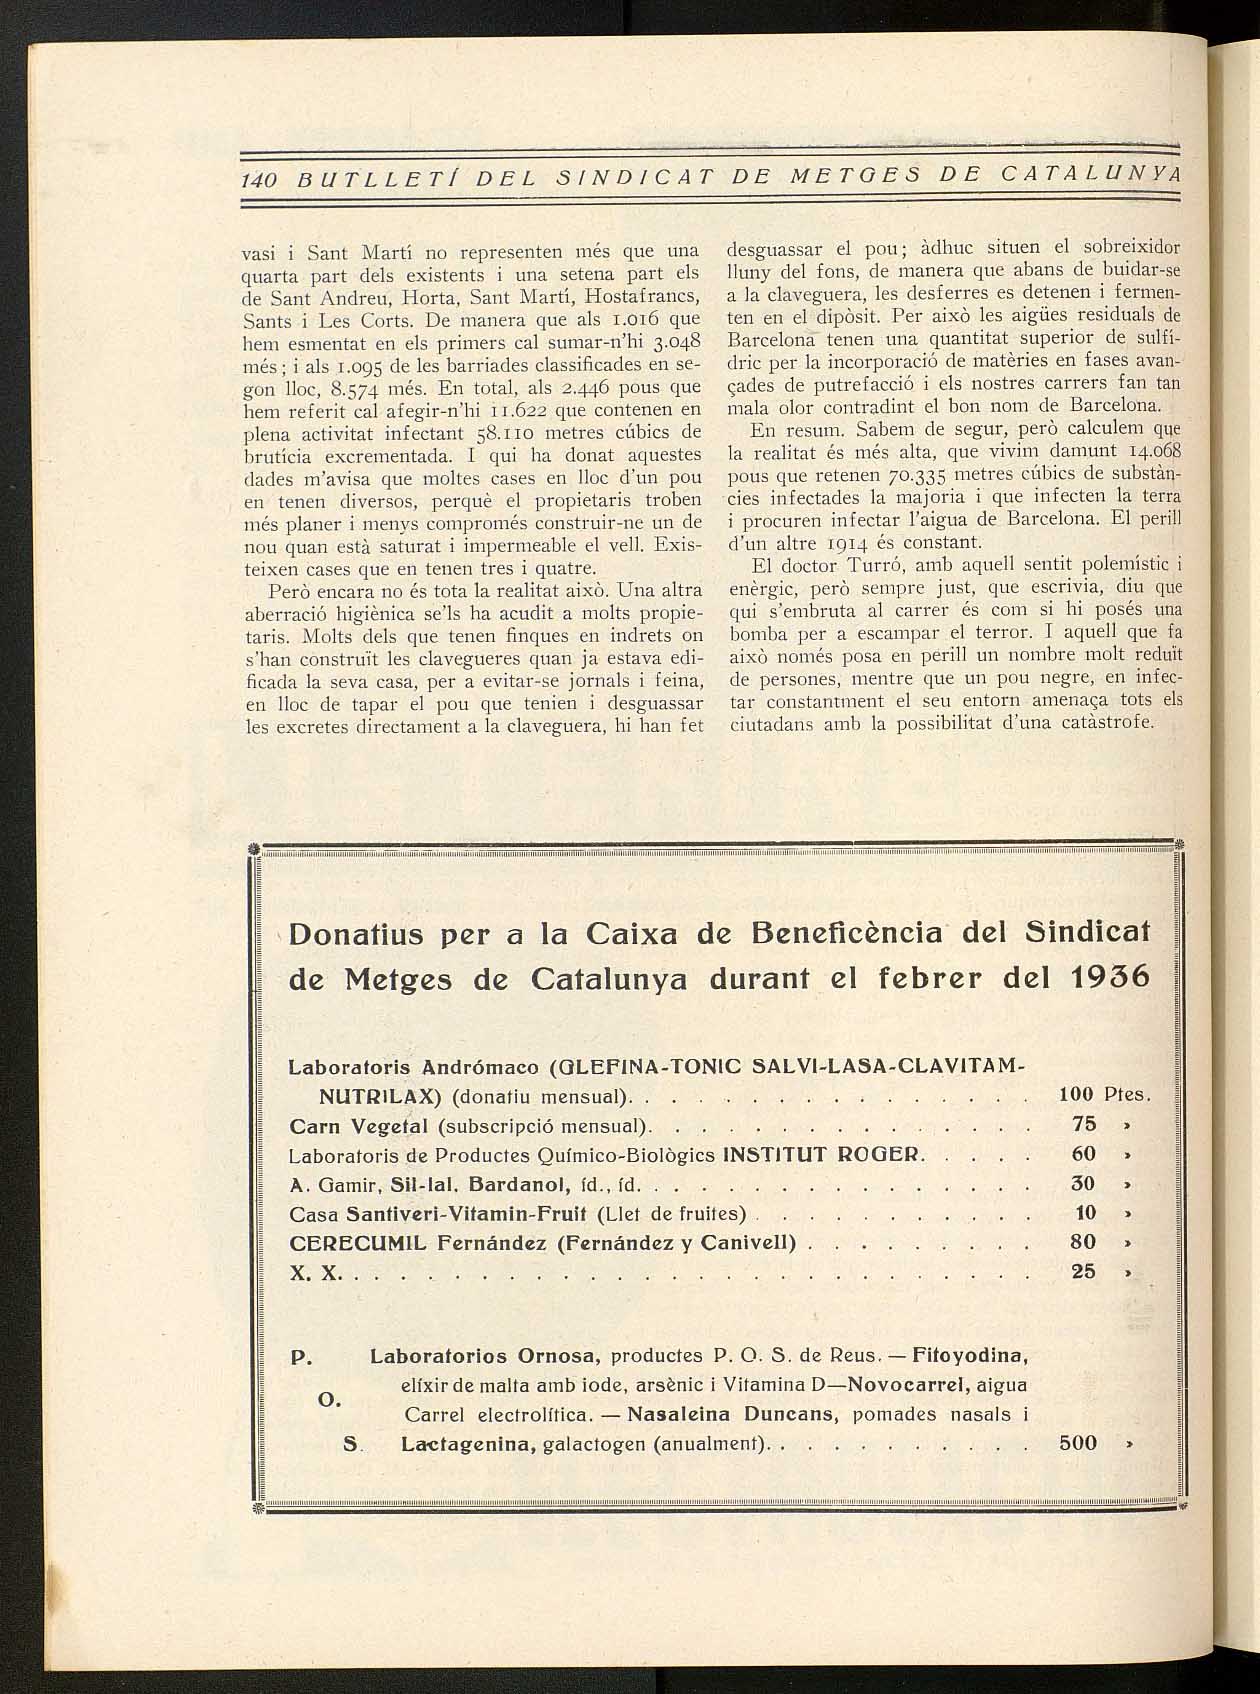 140 BUTLLETÍ DEL SINDICAT DE METGES DE CATALUNYA
vasi i Sant Martí no representen més que una
quarta part dels existents i una setena part els
de Sant Andreu, Horta, Sant Martí, Hostafrancs,
Sants i Les Corts. De manera que als 1.016 que
hem esmentat en els primers cal sumar-n'hi 3.048
més; i als 1.095 de les barriades classificades en se-
gon lloc, 8.574 més. En total, als 2.446 pous que
hem referit cal afegir-n'hi 11.622 que contenen en
plena activitat infectant 58.110 metres cúbics de
brutícia excrementada. I qui ha donat aquestes
dades m'avisa que moltes cases en lloc d'un pou
en tenen diversos, perquè el propietaris troben
més planer i menys compromés construir-ne un de
nou quan està saturat i impermeable el vell. Exis-
teixen cases que en tenen tres i quatre.
Però encara no és tota la realitat això. Una altra
aberració higiènica se'ls ha acudit a molts propie-
taris. Molts dels que tenen finques en indrets on
s'han construït les clavegueres quan ja estava edi-
ficada la seva casa, per a evitar-se jornals i feina,
en lloc de tapar el pou que tenien i desguassar
les excretes directament a la claveguera, hi han fet
desguassar el pou; àdhuc situen el sobreixidor
lluny del fons, de manera que abans de buidar-se
a la claveguera, les desferres es detenen i fermen-
ten en el dipòsit. Per això les aigües residuals de
Barcelona tenen una quantitat superior de sulfí-
dric per la incorporació de matèries en fases avan-
çades de putrefacció i els nostres carrers fan tan
mala olor contradint el bon nom de Barcelona.
En resum. Sabem de segur, però calculem que
la realitat és més alta, que vivim damunt 14.068
pous que retenen 70.335 metres cúbics de substàn-
cies infectades la majoria i que infecten la terra
i procuren infectar l'aigua de Barcelona. El perill
d'un altre 1914 és constant.
El doctor Turró, amb aquell sentit polemístic i
enèrgic, però sempre just, que escrivia, diu que
qui s'embruta al carrer és com si hi posés una
bomba per a escampar el terror. I aquell que fa
això només posa en perill un nombre molt reduït
de persones, mentre que un pou negre, en infec-
tar constantment el seu entorn amenaça tots els
ciutadans amb la possibilitat d'una catàstrofe.
Donatius per a la Caixa de Beneficència del Sindicat
de Metges de Catalunya durant el febrer del 1936
Laboratoris Andrómaco (GLEFINA-TONIC SALVI-LASA-CLAVITAM-
NUTRILAX) (donatiu mensual). . . . . . . . . . . . . . . . 100 Ptes.
Carn Vegetal (subscripció mensual). . . . . . . . . . . . . . . 75 »
Laboratoris de Productes Químico-Biològics INSTITUT ROGER. . . . . 60 »
A. Gamir, Sil-lal, Bardanol, íd., íd. . . . . . . . . . . . . . . . 30 »
Casa Santiveri-Vitamin-Fruit (Llet de fruites) . . . . . . . . . . . 10 »
CERECUMIL Fernández (Fernández y Canivell) . . . . . . . . . 80 »
X. X. . . . . . . . . . . . . . . . . . . . . . . . . . . 25 »
P. Laboratorios Ornosa, productes P. O. S. de Reus. — Fitoyodina,
elíxir de malta amb iode, arsènic i Vitamina D—Novocarrel, aigua
O.
Carrel electrolítica. — Nasaleina Duncans, pomades nasals i
S. Lactagenina, galactogen (anualment). . . . . . . . . . . 500 »